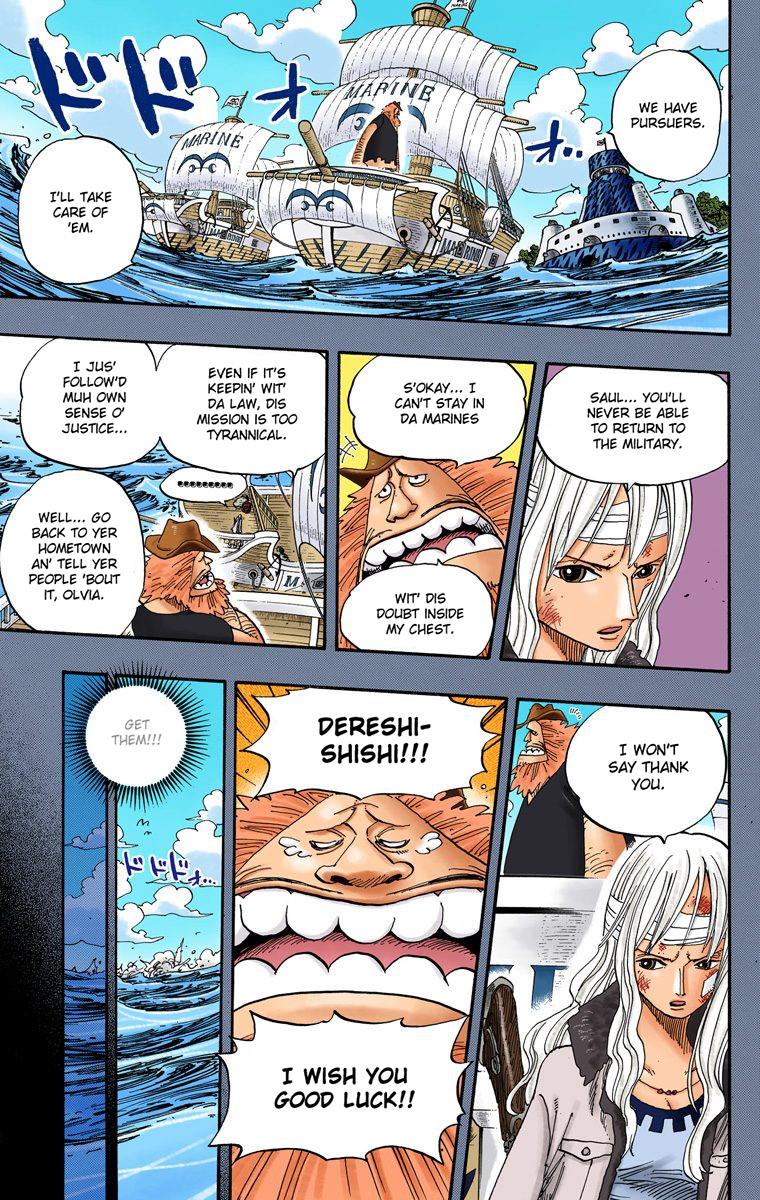 WE HAVE
PURSUERS.
ドドォォ..
MARINE
MARINE
MARINE
I'LL TAKE
CARE OF
'EM.
SAUL... YOU'LL
NEVER BE ABLE
TO RETURN TO
THE MILITARY.
S'OKAY... I
CAN'T STAY IN
DA MARINES
WIT' DIS
DOUBT INSIDE
MY CHEST.
EVEN IF IT'S
KEEPIN' WIT'
DA LAW, DIS
MISSION IS TOO
TYRANNICAL.
I JUS'
FOLLOW'D
MUH OWN
SENSE O'
JUSTICE...
WELL... GO
BACK TO YER
HOMETOWN
AN' TELL YER
PEOPLE 'BOUT
IT, OLVIA.
I WON'T
SAY THANK
YOU.
DERESHI-
SHISHI!!!
I WISH YOU
GOOD LUCK!!
GET
THEM!!!
ドドドォ..